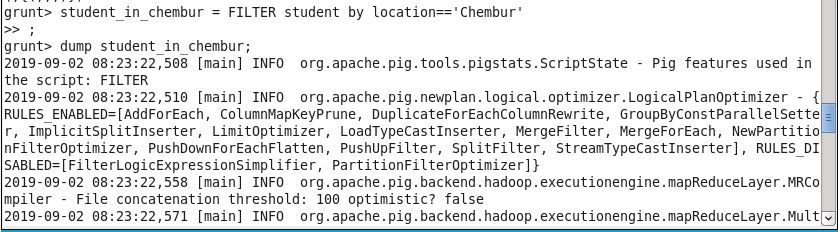 grunt> student_in_chembur = FILTER student by location=='Chembur'
>> ;
grunt> dump student_in_chembur;
2019-09-02 08:23:22,508 [main] INFO  org.apache.pig.tools.pigstats.ScriptState - Pig features used in
the script: FILTER
2019-09-02 08:23:22,510 [main] INFO  org.apache.pig.newplan.logical.optimizer.LogicalPlanOptimizer - {
RULES_ENABLED=[AddForEach, ColumnMapKeyPrune, DuplicateForEachColumnRewrite, GroupByConstParallelSette
r, ImplicitSplitInserter, LimitOptimizer, LoadTypeCastInserter, MergeFilter, MergeForEach, NewPartitio
nFilterOptimizer, PushDownForEachFlatten, PushUpFilter, SplitFilter, StreamTypeCastInserter], RULES_DI
SABLED=[FilterLogicExpressionSimplifier, PartitionFilterOptimizer]}
2019-09-02 08:23:22,558 [main] INFO  org.apache.pig.backend.hadoop.executionengine.mapReduceLayer.MRCo
mpiler - File concatenation threshold: 100 optimistic? false
2019-09-02 08:23:22,571 [main] INFO  org.apache.pig.backend.hadoop.executionengine.mapReduceLayer.Mult